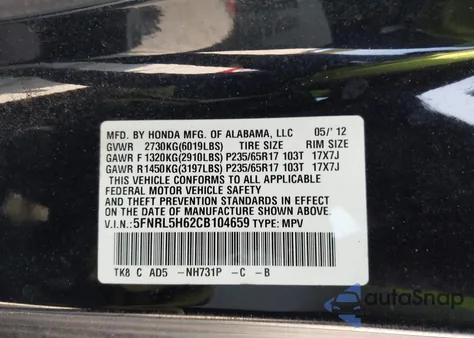 MFD. BY HONDA MFG. OF ALABAMA, LLC 05/' 12
GVWR 2730KG(6019LBS) TIRE SIZE RIM SIZE
GAWR F 1320KG(2910LBS) P235/65R17 103T 17X7J
GAWR R1450KG(3197LBS) P235/65R17 103T 17X7J
THIS VEHICLE CONFORMS TO ALL APPLICABLE
FEDERAL MOTOR VEHICLE SAFETY
AND THEFT PREVENTION STANDARDS IN EFFECT ON
THE DATE OF MANUFACTURE SHOWN ABOVE.
V.I.N: 5FNRL5H62CB104659 TYPE: MPV
TK8 C AD5 -NH731P -C -B
autoSnap